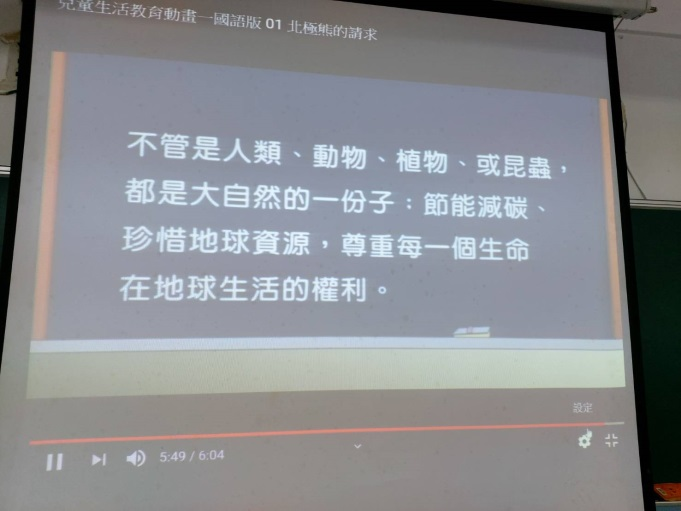 兒童生活教育動畫—國語版 01 北極熊的請求
不管是人類、動物、植物、或昆蟲，
都是大自然的一份子；節能減碳、
珍惜地球資源，尊重每一個生命
在地球生活的權利。
設定
5:49 / 6:04